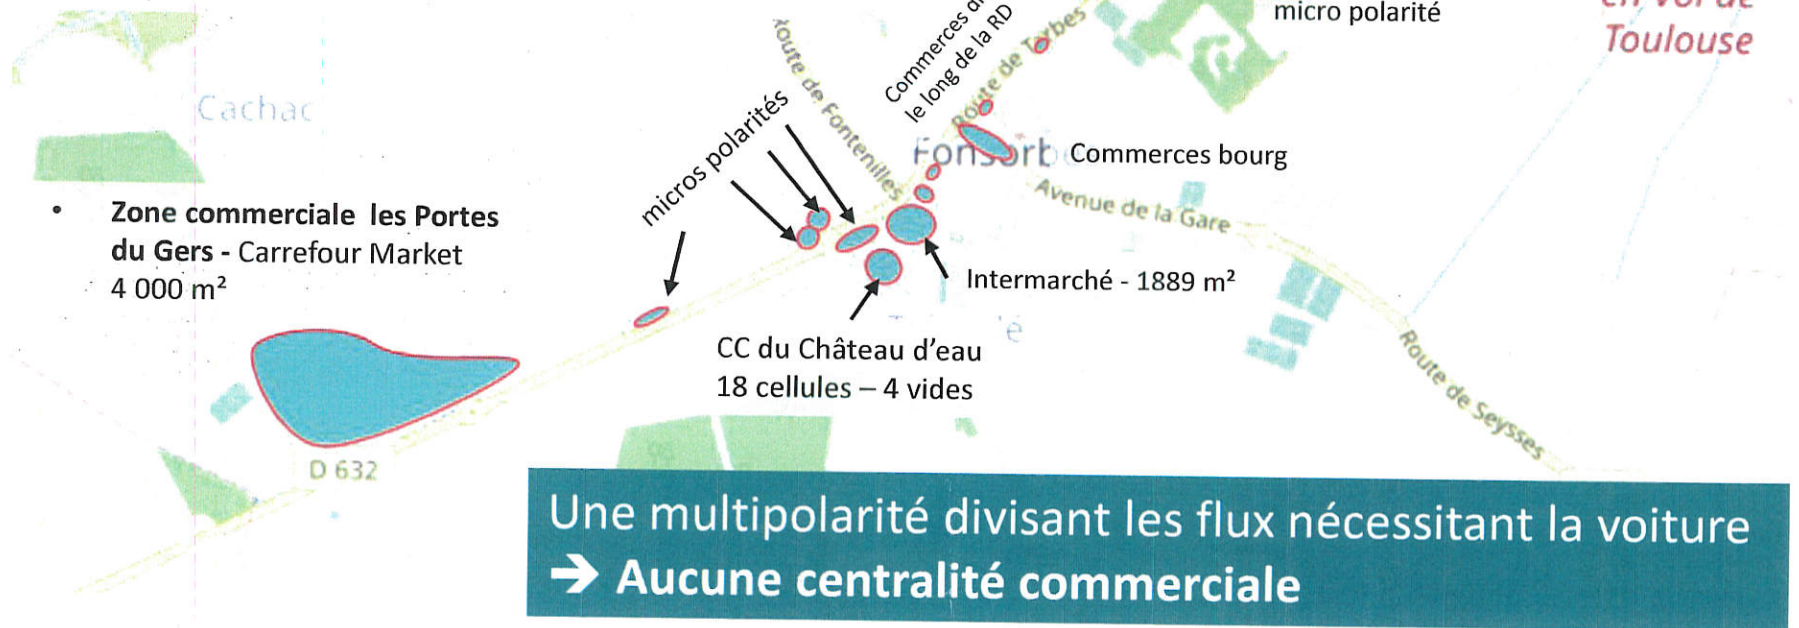 micro polarité
Toulouse
Commerces
le long de la RD
Route de Tarbes
Route de Fontenilles
Cachac
micros polarités
Commerces bourg
Avenue de la Gare
• Zone commerciale les Portes
du Gers - Carrefour Market
4 000 m²
Intermarché - 1889 m²
CC du Château d'eau
18 cellules – 4 vides
Route de Seysses
D 632
Une multipolarité divisant les flux nécessitant la voiture
➔ Aucune centralité commerciale